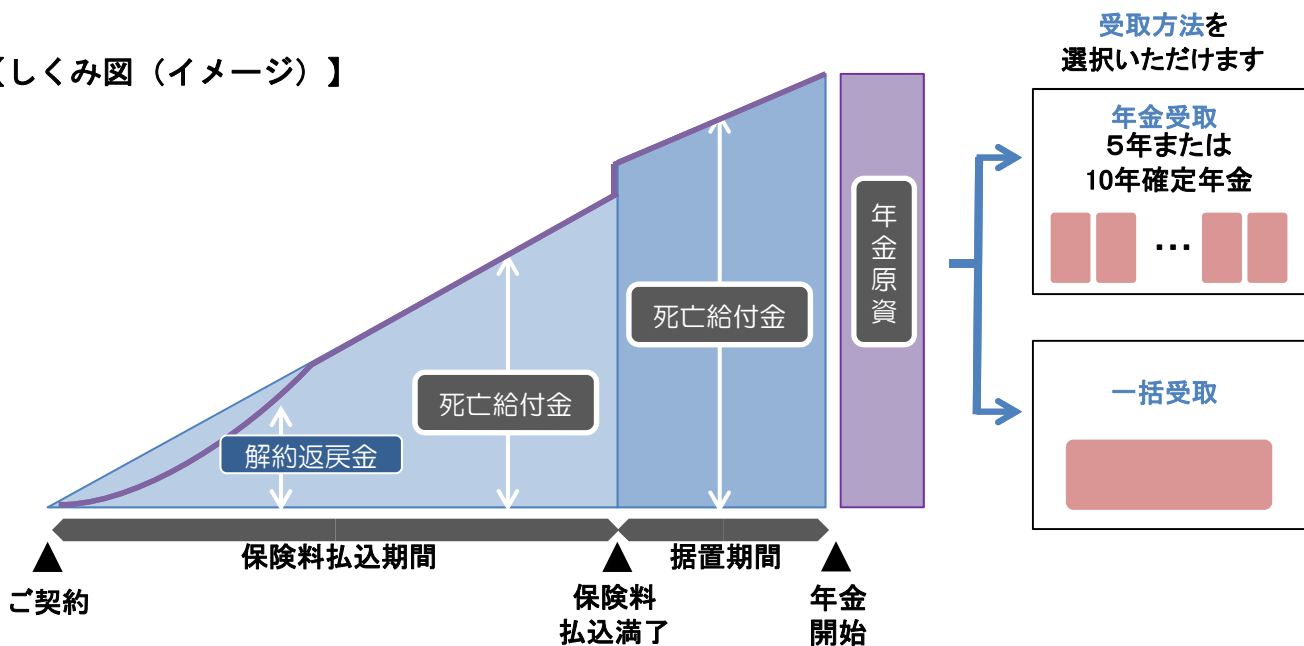 【しくみ図（イメージ）】
受取方法を
選択いただけます
年金受取
5年または
10年確定年金
…
一括受取
年金原資
死亡給付金
死亡給付金
解約返戻金
保険料払込期間
据置期間
ご契約
保険料
払込満了
年金
開始